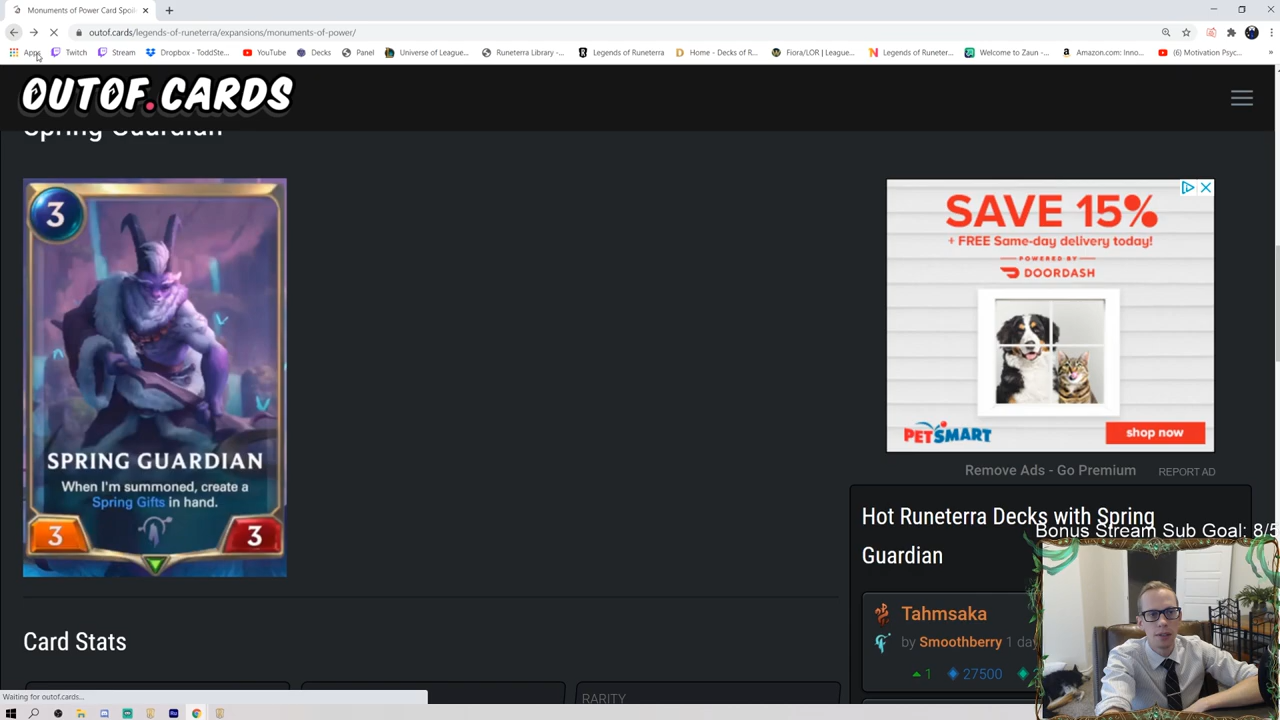 Monuments of Power Card Spoil
outof.cards/legends-of-runeterra/expansions/monuments-of-power/
Apps
Twitch
Stream
Dropbox - ToddSte...
YouTube
Decks
Panel
Universe of League...
Runeterra Library -...
Legends of Runeterra
Home - Decks of R...
Fiora/LOR | League...
Legends of Runeter...
Welcome to Zaun -...
Amazon.com: Inno...
(6) Motivation Psyc...
»
OUTOF.CARDS
Spring Guardian
3
SPRING GUARDIAN
When I'm summoned, create a
Spring Gifts in hand.
3
3
SAVE 15%
+ FREE Same-day delivery today!
POWERED BY
DOORDASH
PETSMART
shop now
Remove Ads - Go Premium
REPORT AD
Hot Runeterra Decks with Spring
Guardian
Bonus Stream Sub Goal: 8/5
Tahmsaka
by Smoothberry 1 day
1
27500
Card Stats
RARITY
Waiting for outof.cards...